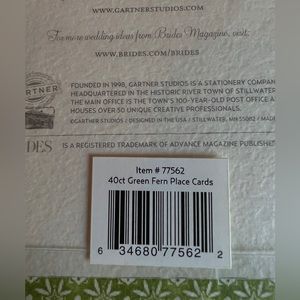 WWW.GARTNERSTUDIOS.COM
For more wedding ideas from Brides Magazine, visit:
WWW.BRIDES.COM/BRIDES
FOUNDED IN 1998, GARTNER STUDIOS IS A STATIONERY COMPAN
HEADQUARTERED IN THE HISTORIC RIVER TOWN OF STILLWATE
THE MAIN OFFICE IS THE TOWN'S 100-YEAR-OLD POST OFFICE A
HOUSES OVER 50 UNIQUE CREATIVE PROFESSIONALS.
©GARTNER STUDIOS / DESIGNED IN THE USA / STILLWATER, MN 55082 / MAD
RTNER
DES IS A REGISTERED TRADEMARK OF ADVANCE MAGAZINE PUBLISHE
Item # 77562
40ct Green Fern Place Cards
6 34680 77562 2